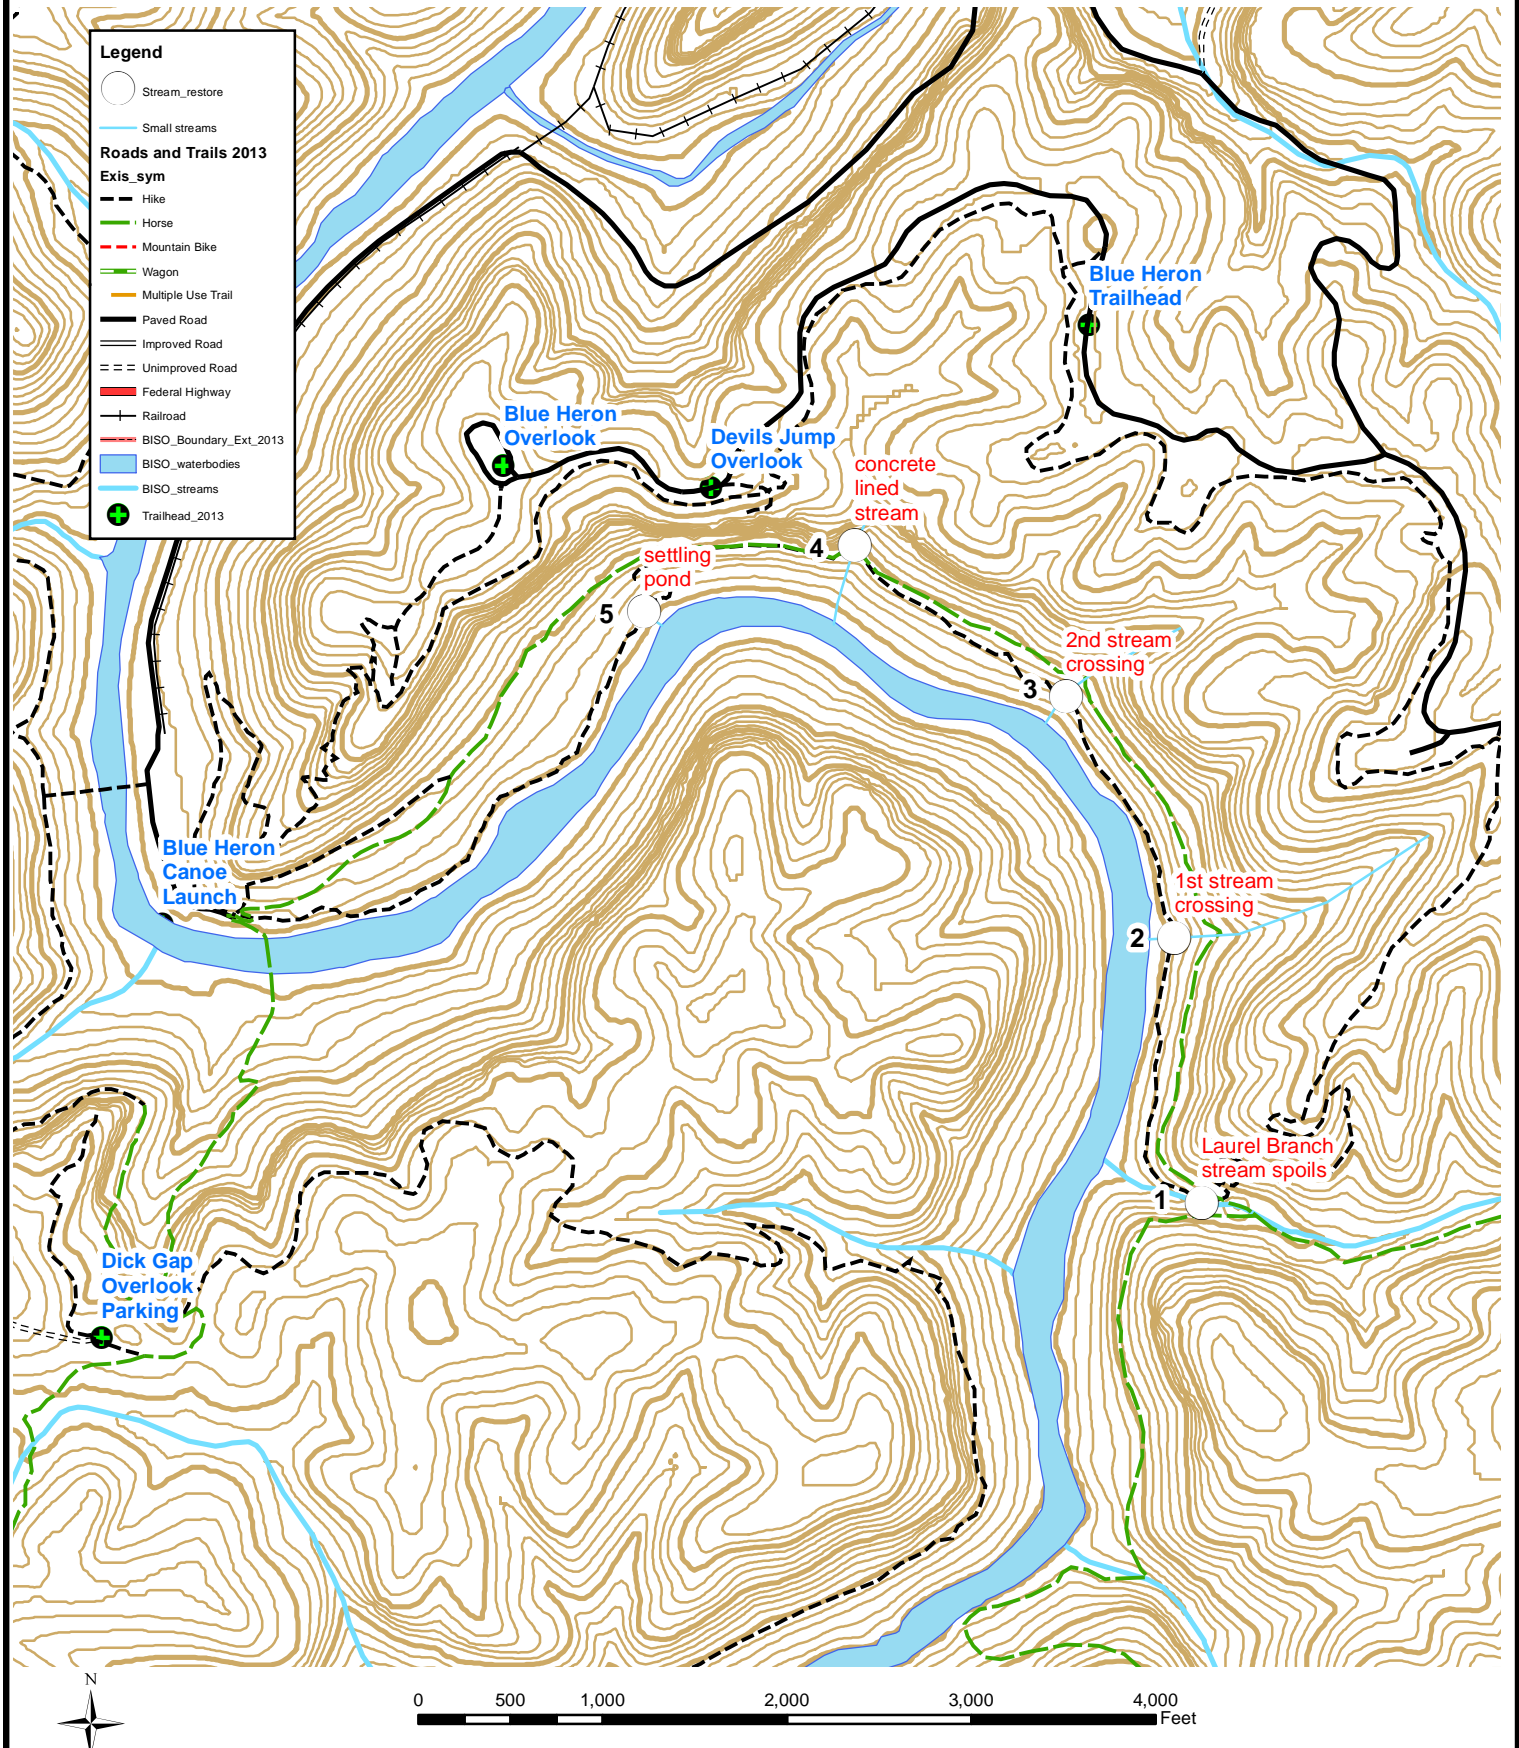 Legend
Stream_restore
Small streams
Roads and Trails 2013
Exis_sym
Hike
Horse
Mountain Bike
Wagon
Multiple Use Trail
Paved Road
Improved Road
Unimproved Road
Federal Highway
Railroad
BISO_Boundary_Ext_2013
BISO_waterbodies
BISO_streams
Trailhead_2013
Blue Heron
Trailhead
Blue Heron
Overlook
Devils Jump
Overlook
concrete
lined
stream
4
settling
pond
5
2nd stream
crossing
3
Blue Heron
Canoe
Launch
1st stream
crossing
2
Laurel Branch
stream spoils
1
Dick Gap
Overlook
Parking
N
0 500 1,000 2,000 3,000 4,000
Feet